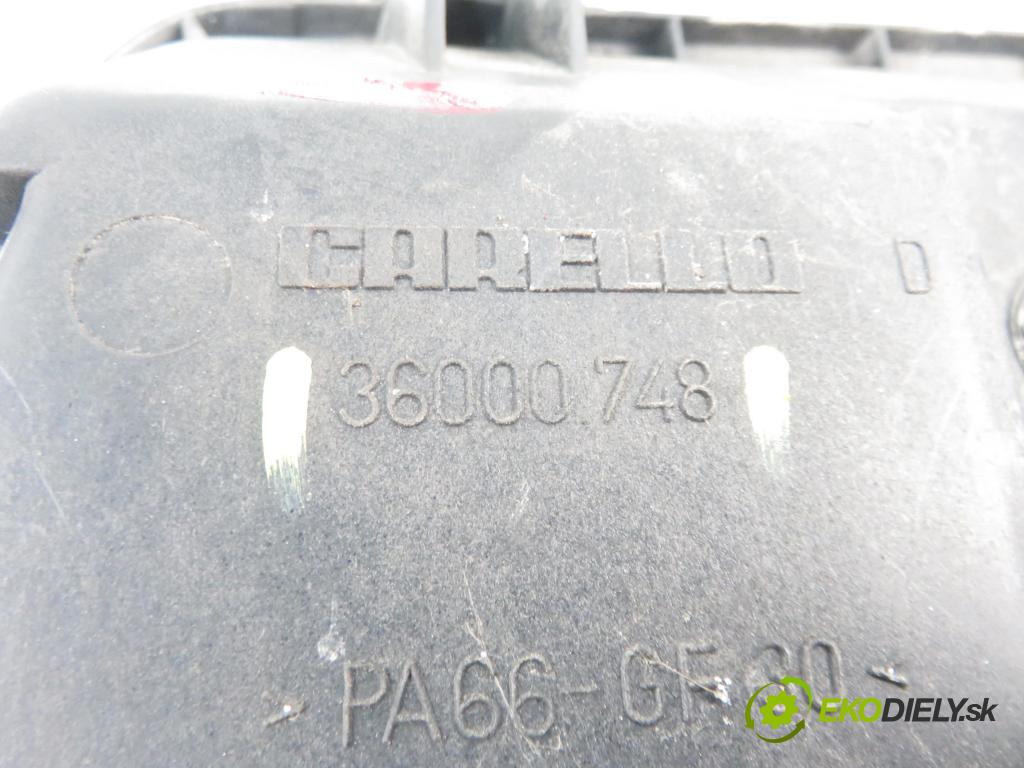 CARELLO D
36000.748
>PA66-GF30<
EKODIELY.sk